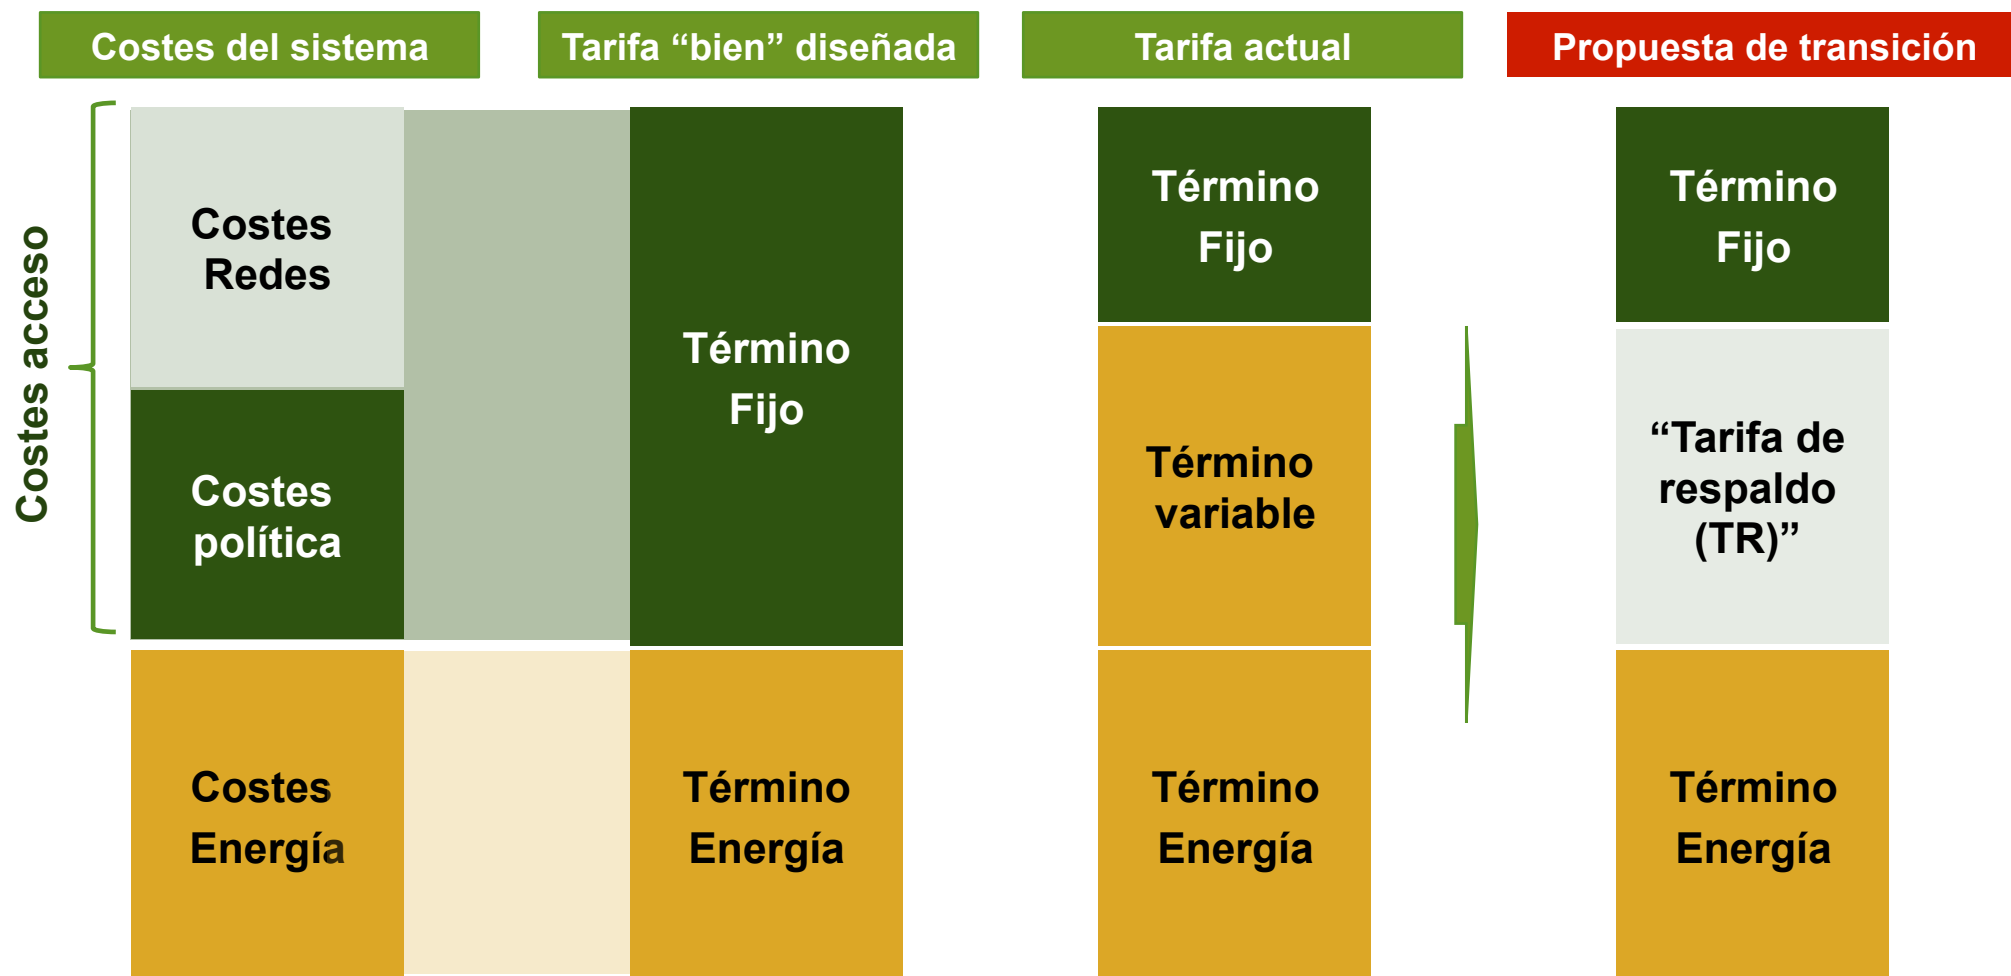 Costes del sistema
Tarifa “bien” diseñada
Tarifa actual
Propuesta de transición
Costes acceso
Costes
Redes
Costes
política
Costes
Energía
Término
Fijo
Término
Energía
Término
Fijo
Término
variable
Término
Energía
Término
Fijo
“Tarifa de
respaldo
(TR)”
Término
Energía